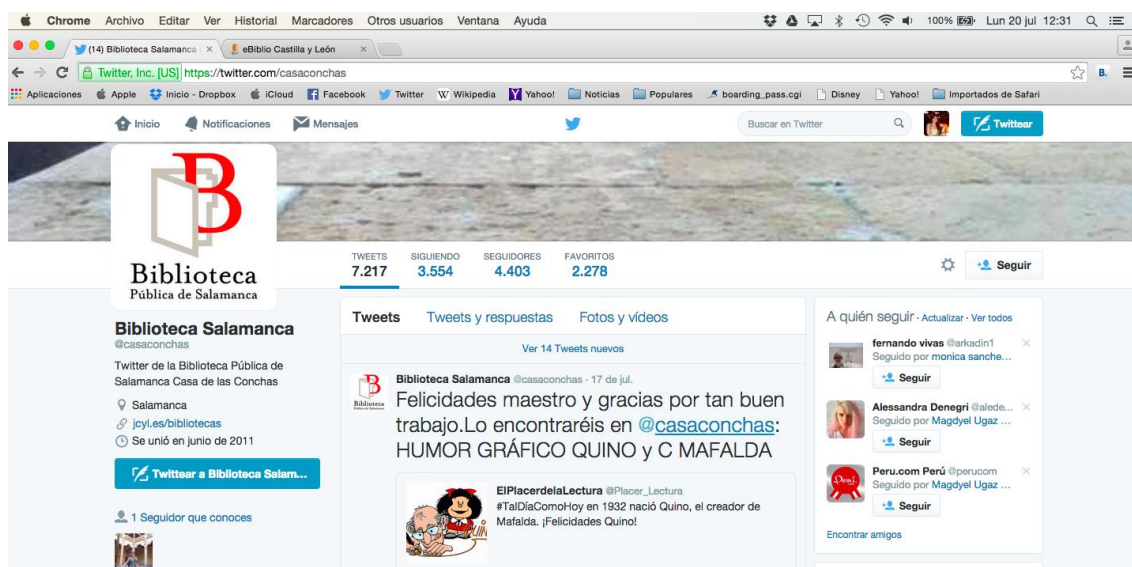 Chrome Archivo Editar Ver Historial Marcadores Otros usuarios Ventana Ayuda 100% Lun 20 jul 12:31
(14) Biblioteca Salamanca eBiblio Castilla y León
Twitter, Inc. [US] https://twitter.com/casaconchas B.
Aplicaciones Apple Inicio - Dropbox iCloud Facebook Twitter W Wikipedia Y Yahoo! Noticias Populares boarding_pass.cgi Disney Yahoo! Importados de Safari
Inicio Notificaciones Mensajes Buscar en Twitter Twittear
B
Biblioteca
Pública de Salamanca
TWEETS SIGUIENDO SEGUIDORES FAVORITOS
7.217 3.554 4.403 2.278 Seguir
Biblioteca Salamanca
@casaconchas
Twitter de la Biblioteca Pública de
Salamanca Casa de las Conchas
Salamanca
jcyl.es/bibliotecas
Se unió en junio de 2011
Twittear a Biblioteca Salam...
1 Seguidor que conoces
Tweets Tweets y respuestas Fotos y vídeos
Ver 14 Tweets nuevos
Biblioteca Salamanca @casaconchas · 17 de jul.
Felicidades maestro y gracias por tan buen
trabajo.Lo encontraréis en @casaconchas:
HUMOR GRÁFICO QUINO y C MAFALDA
ElPlacerdelaLectura @Placer_Lectura
#TalDíaComoHoy en 1932 nació Quino, el creador de
Mafalda. ¡Felicidades Quino!
A quién seguir · Actualizar · Ver todos
fernando vivas @arkadin1
Seguido por monica sanche...
Seguir
Alessandra Denegri @alede...
Seguido por Magdyel Ugaz ...
Seguir
Peru.com Perú @perucom
Seguido por Magdyel Ugaz ...
Seguir
Encontrar amigos